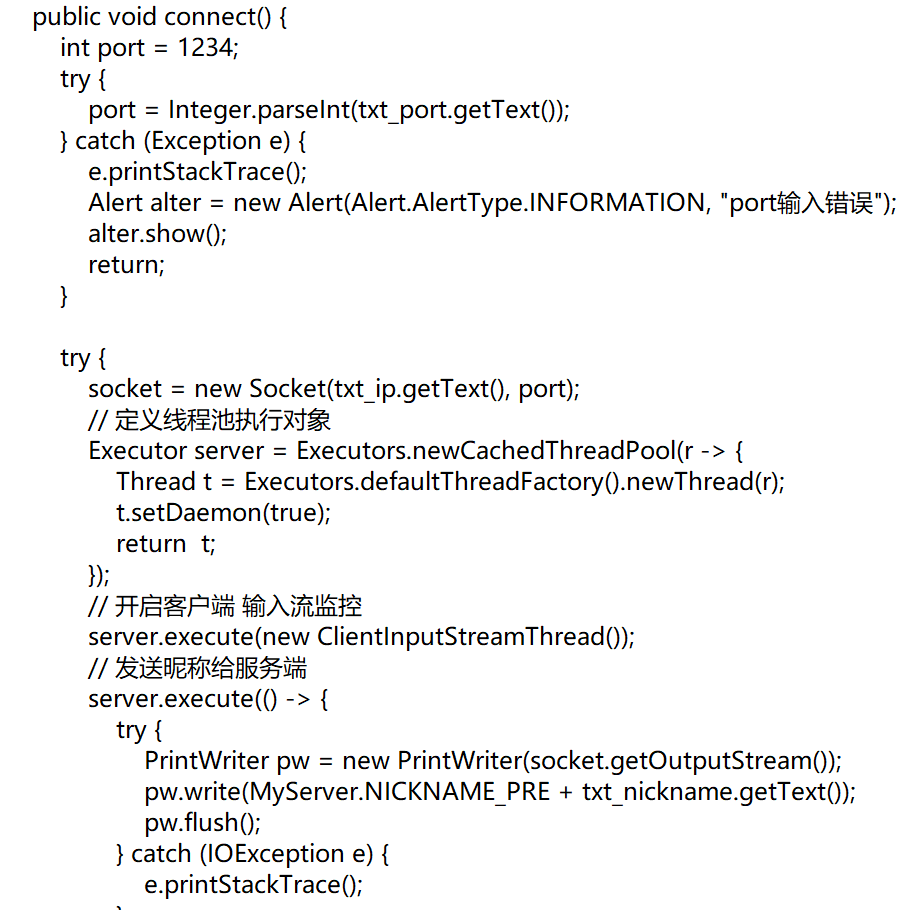 public void connect() {
int port = 1234;
try {
port = Integer.parseInt(txt_port.getText());
} catch (Exception e) {
e.printStackTrace();
Alert alter = new Alert(Alert.AlertType.INFORMATION, "port输入错误");
alter.show();
return;
}
try {
socket = new Socket(txt_ip.getText(), port);
// 定义线程池执行对象
Executor server = Executors.newCachedThreadPool(r -> {
Thread t = Executors.defaultThreadFactory().newThread(r);
t.setDaemon(true);
return  t;
});
// 开启客户端 输入流监控
server.execute(new ClientInputStreamThread());
// 发送昵称给服务端
server.execute(() -> {
try {
PrintWriter pw = new PrintWriter(socket.getOutputStream());
pw.write(MyServer.NICKNAME_PRE + txt_nickname.getText());
pw.flush();
} catch (IOException e) {
e.printStackTrace();